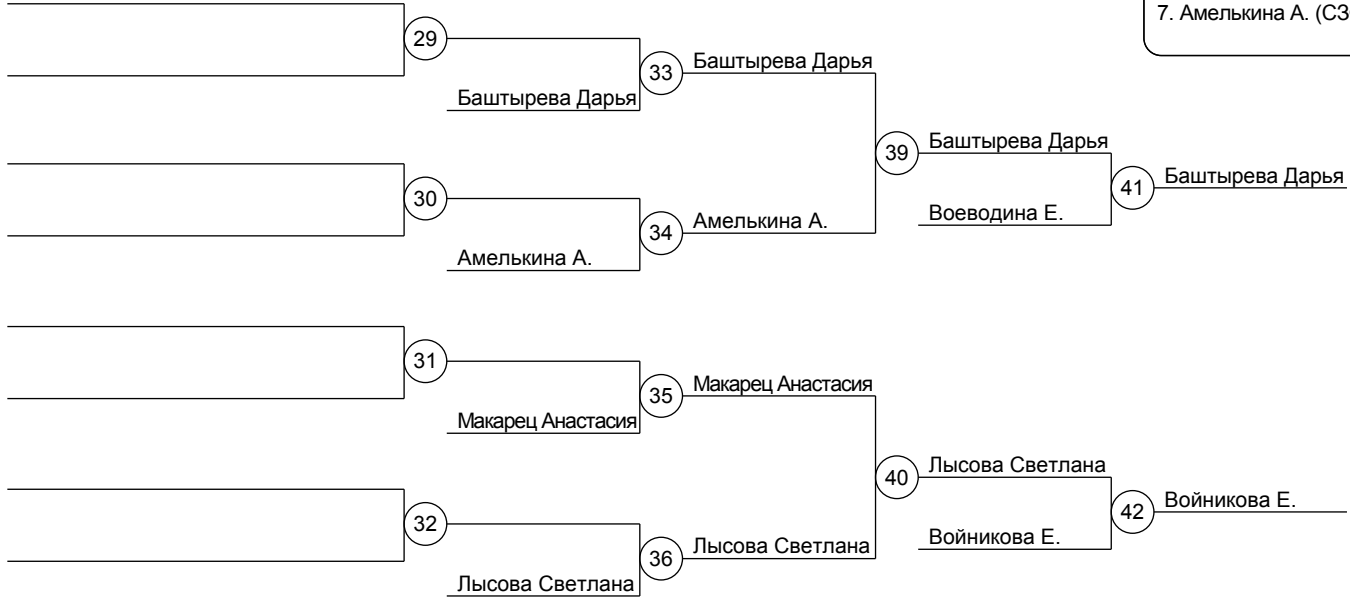 7. Амелькина А. (СЗ
29
33
Баштырева Дарья
Баштырева Дарья
39
Баштырева Дарья
41
Баштырева Дарья
30
34
Амелькина А.
Воеводина Е.
Амелькина А.
31
35
Макарец Анастасия
Макарец Анастасия
40
Лысова Светлана
42
Войникова Е.
32
36
Лысова Светлана
Войникова Е.
Лысова Светлана